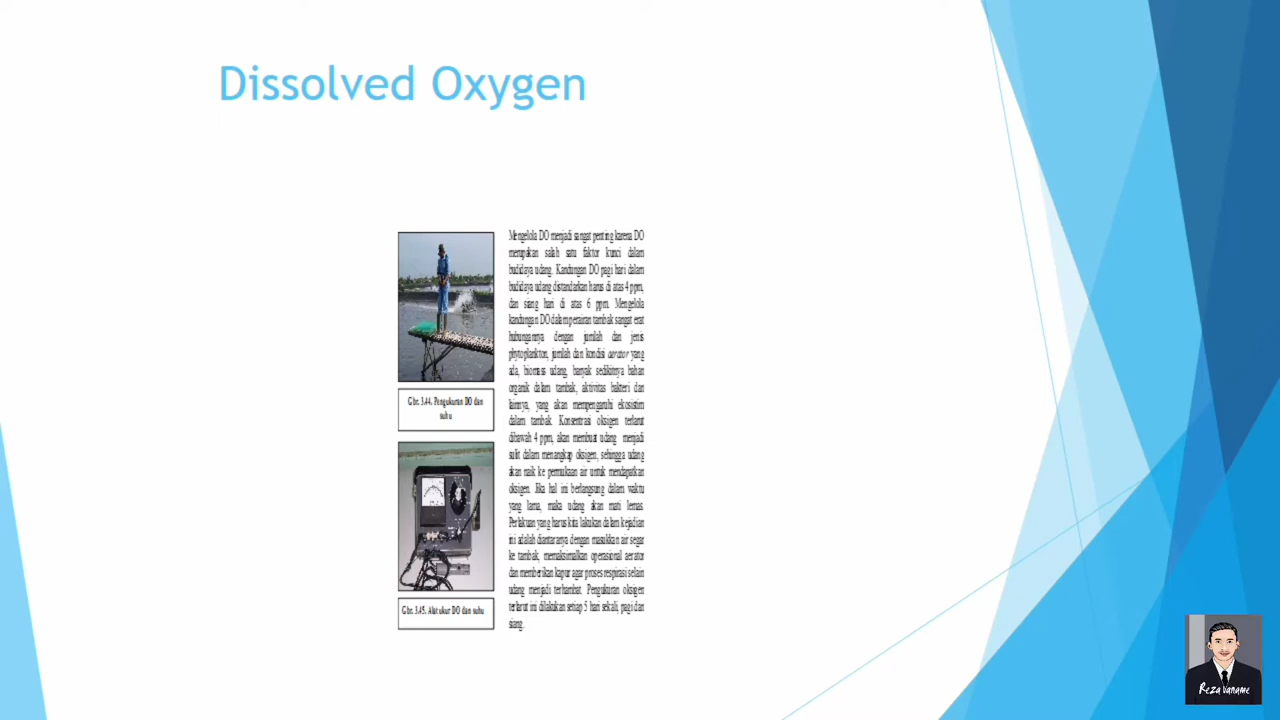 Dissolved Oxygen
Mengelola DO menjadi sangat penting karena DO
merupakan salah satu faktor kunci dalam
budidaya udang. Kandungan DO pagi hari dalam
budidaya udang distandarkan harus di atas 4 ppm,
dan siang hari di atas 6 ppm. Mengelola
kandungan DO dalam perairan tambak sangat erat
hubungannya dengan jumlah dan jenis
phytoplankton, jumlah dan kondisi aerator yang
ada, biomass udang, banyak sedikitnya bahan
organik dalam tambak, aktivitas bakteri dan
lainnya, yang akan mempengaruhi ekosistim
dalam tambak. Konsentrasi oksigen terlarut
dibawah 4 ppm, akan membuat udang menjadi
sulit dalam menangkap oksigen, sehingga udang
akan naik ke permukaan air untuk mendapatkan
oksigen. Jika hal ini berlangsung dalam waktu
yang lama, maka udang akan mati lemas.
Perlakuan yang harus kita lakukan dalam kejadian
ini adalah diantaranya dengan masukkan air segar
ke tambak, memaksimalkan operasional aerator
dan memberikan kapur agar proses respirasi selain
udang menjadi terhambat. Pengukuran oksigen
terlarut ini dilakukan setiap 5 hari sekali, pagi dan
siang.
Gbr. 3.44. Pengukuran DO dan
suhu
Gbr. 3.45. Alat ukur DO dan suhu
Reza Vaname